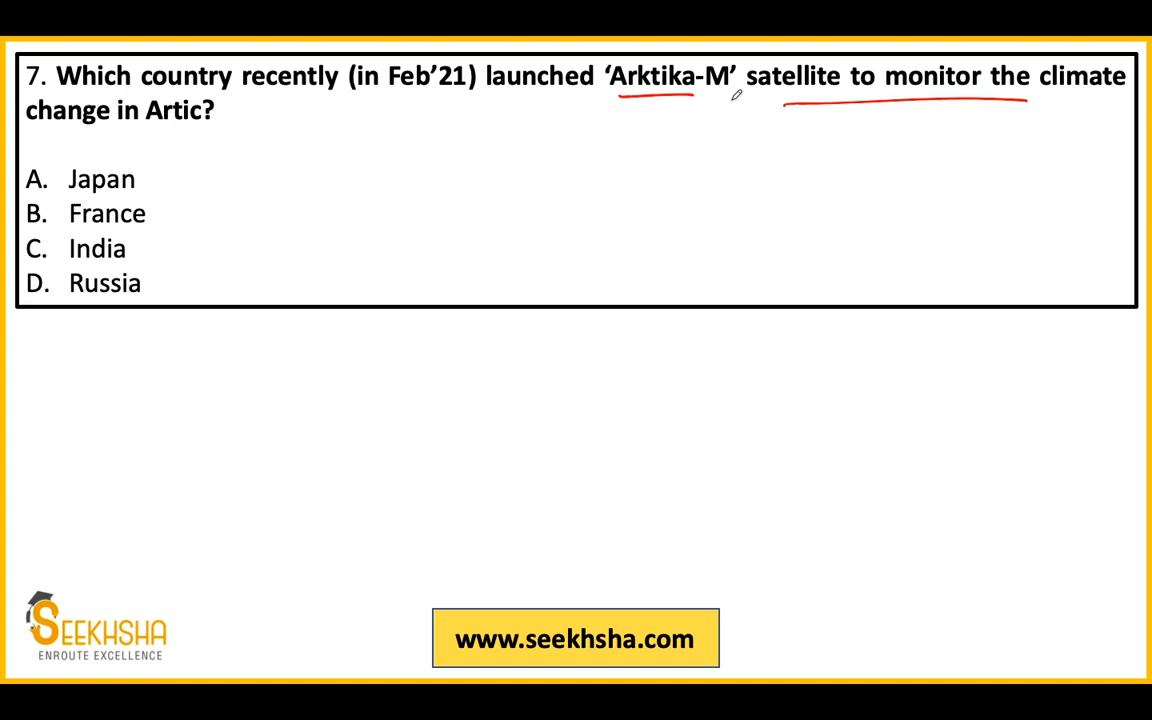 7. Which country recently (in Feb’21) launched ‘Arktika-M’ satellite to monitor the climate
change in Artic?
A. Japan
B. France
C. India
D. Russia
SEEKHSHA
ENROUTE EXCELLENCE
www.seekhsha.com